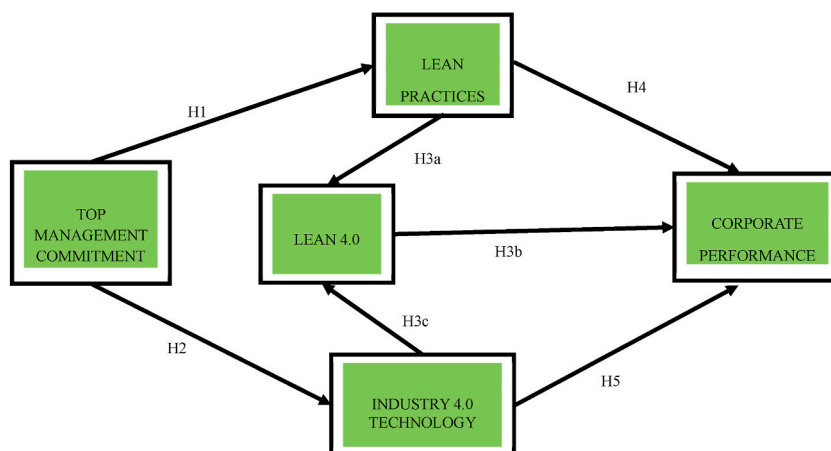 LEAN
PRACTICES
H1
H4
H3a
TOP
MANAGEMENT
COMMITMENT
LEAN 4.0
CORPORATE
PERFORMANCE
H3b
H3c
H2
H5
INDUSTRY 4.0
TECHNOLOGY